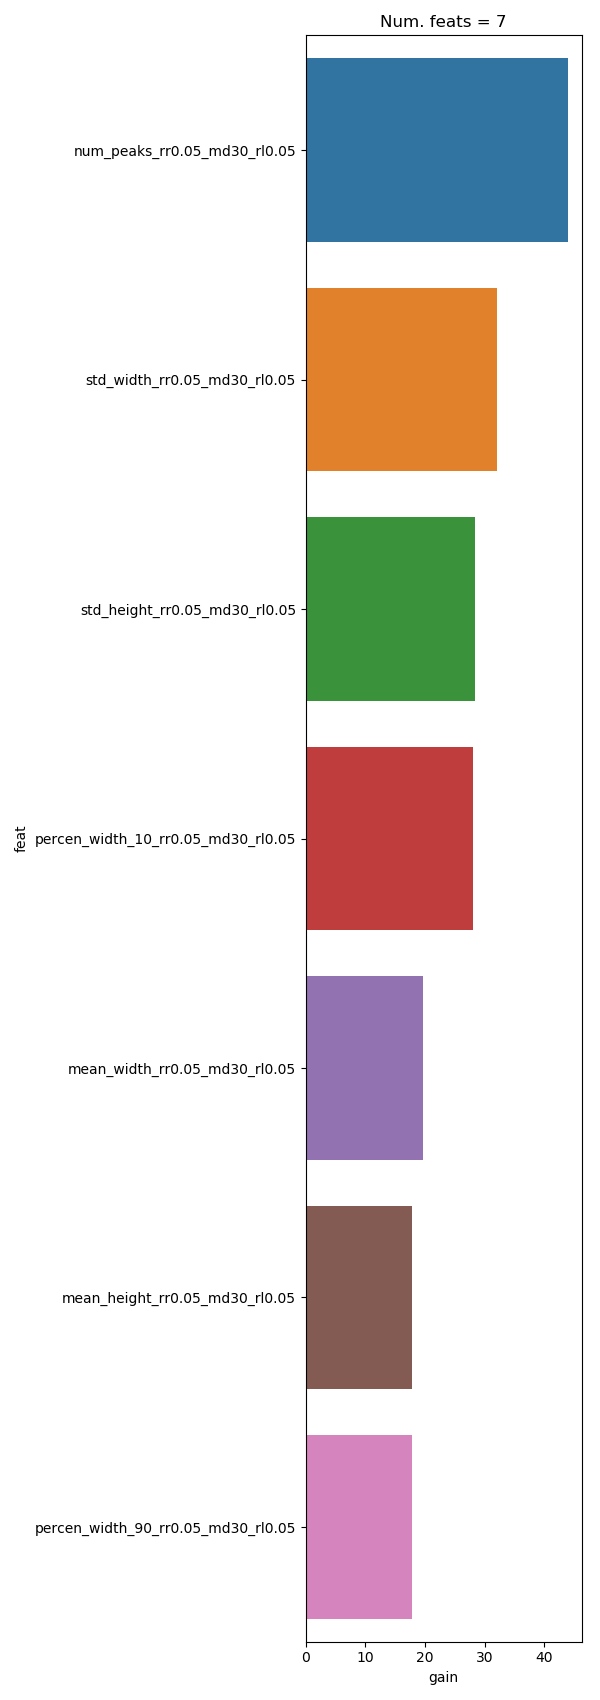 Num. feats = 7
num_peaks_rr0.05_md30_rl0.05
std_width_rr0.05_md30_rl0.05
std_height_rr0.05_md30_rl0.05
percen_width_10_rr0.05_md30_rl0.05
feat
mean_width_rr0.05_md30_rl0.05
mean_height_rr0.05_md30_rl0.05
percen_width_90_rr0.05_md30_rl0.05
0 10 20 30 40
gain